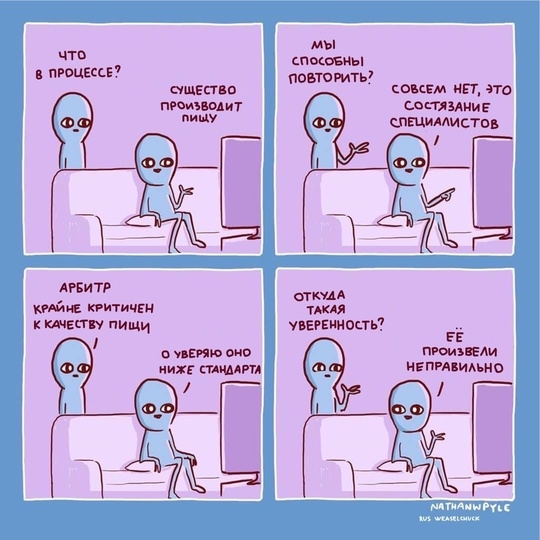 ЧТО
В ПРОЦЕССЕ?
СУЩЕСТВО
ПРОИЗВОДИТ
ПИЩУ
МЫ
СПОСОБНЫ
ПОВТОРИТЬ?
СОВСЕМ НЕТ, ЭТО
СОСТЯЗАНИЕ
СПЕЦИАЛИСТОВ
АРБИТР
КРАЙНЕ КРИТИЧЕН
К КАЧЕСТВУ ПИЩИ
О УВЕРЯЮ ОНО
НИЖЕ СТАНДАРТА
ОТКУДА
ТАКАЯ
УВЕРЕННОСТЬ?
ЕЁ
ПРОИЗВЕЛИ
НЕПРАВИЛЬНО
NATHANWPYLE
RUS WEASELCHUCK